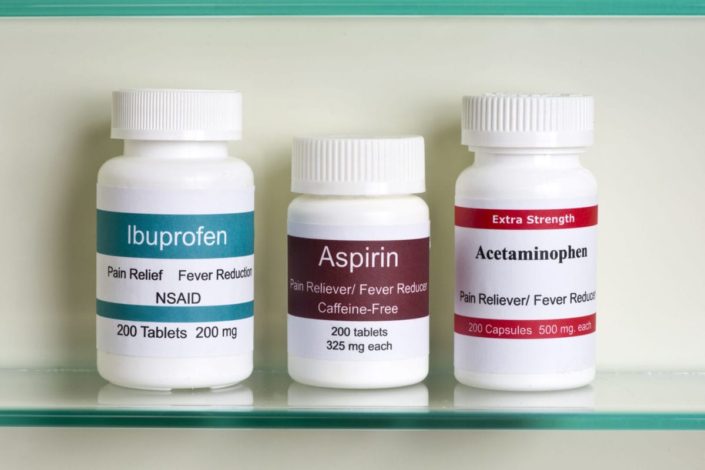 Ibuprofen
Pain Relief Fever Reduction
NSAID
200 Tablets 200 mg
Aspirin
Pain Reliever/ Fever Reducer
Caffeine-Free
200 tablets
325 mg each
Extra Strength
Acetaminophen
Pain Reliever/ Fever Reducer
200 Capsules 500 mg. each